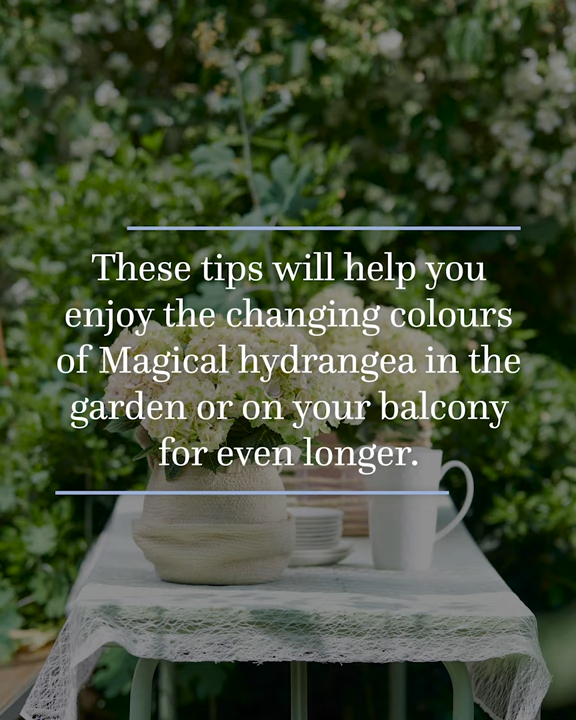 These tips will help you
enjoy the changing colours
of Magical hydrangea in the
garden or on your balcony
for even longer.